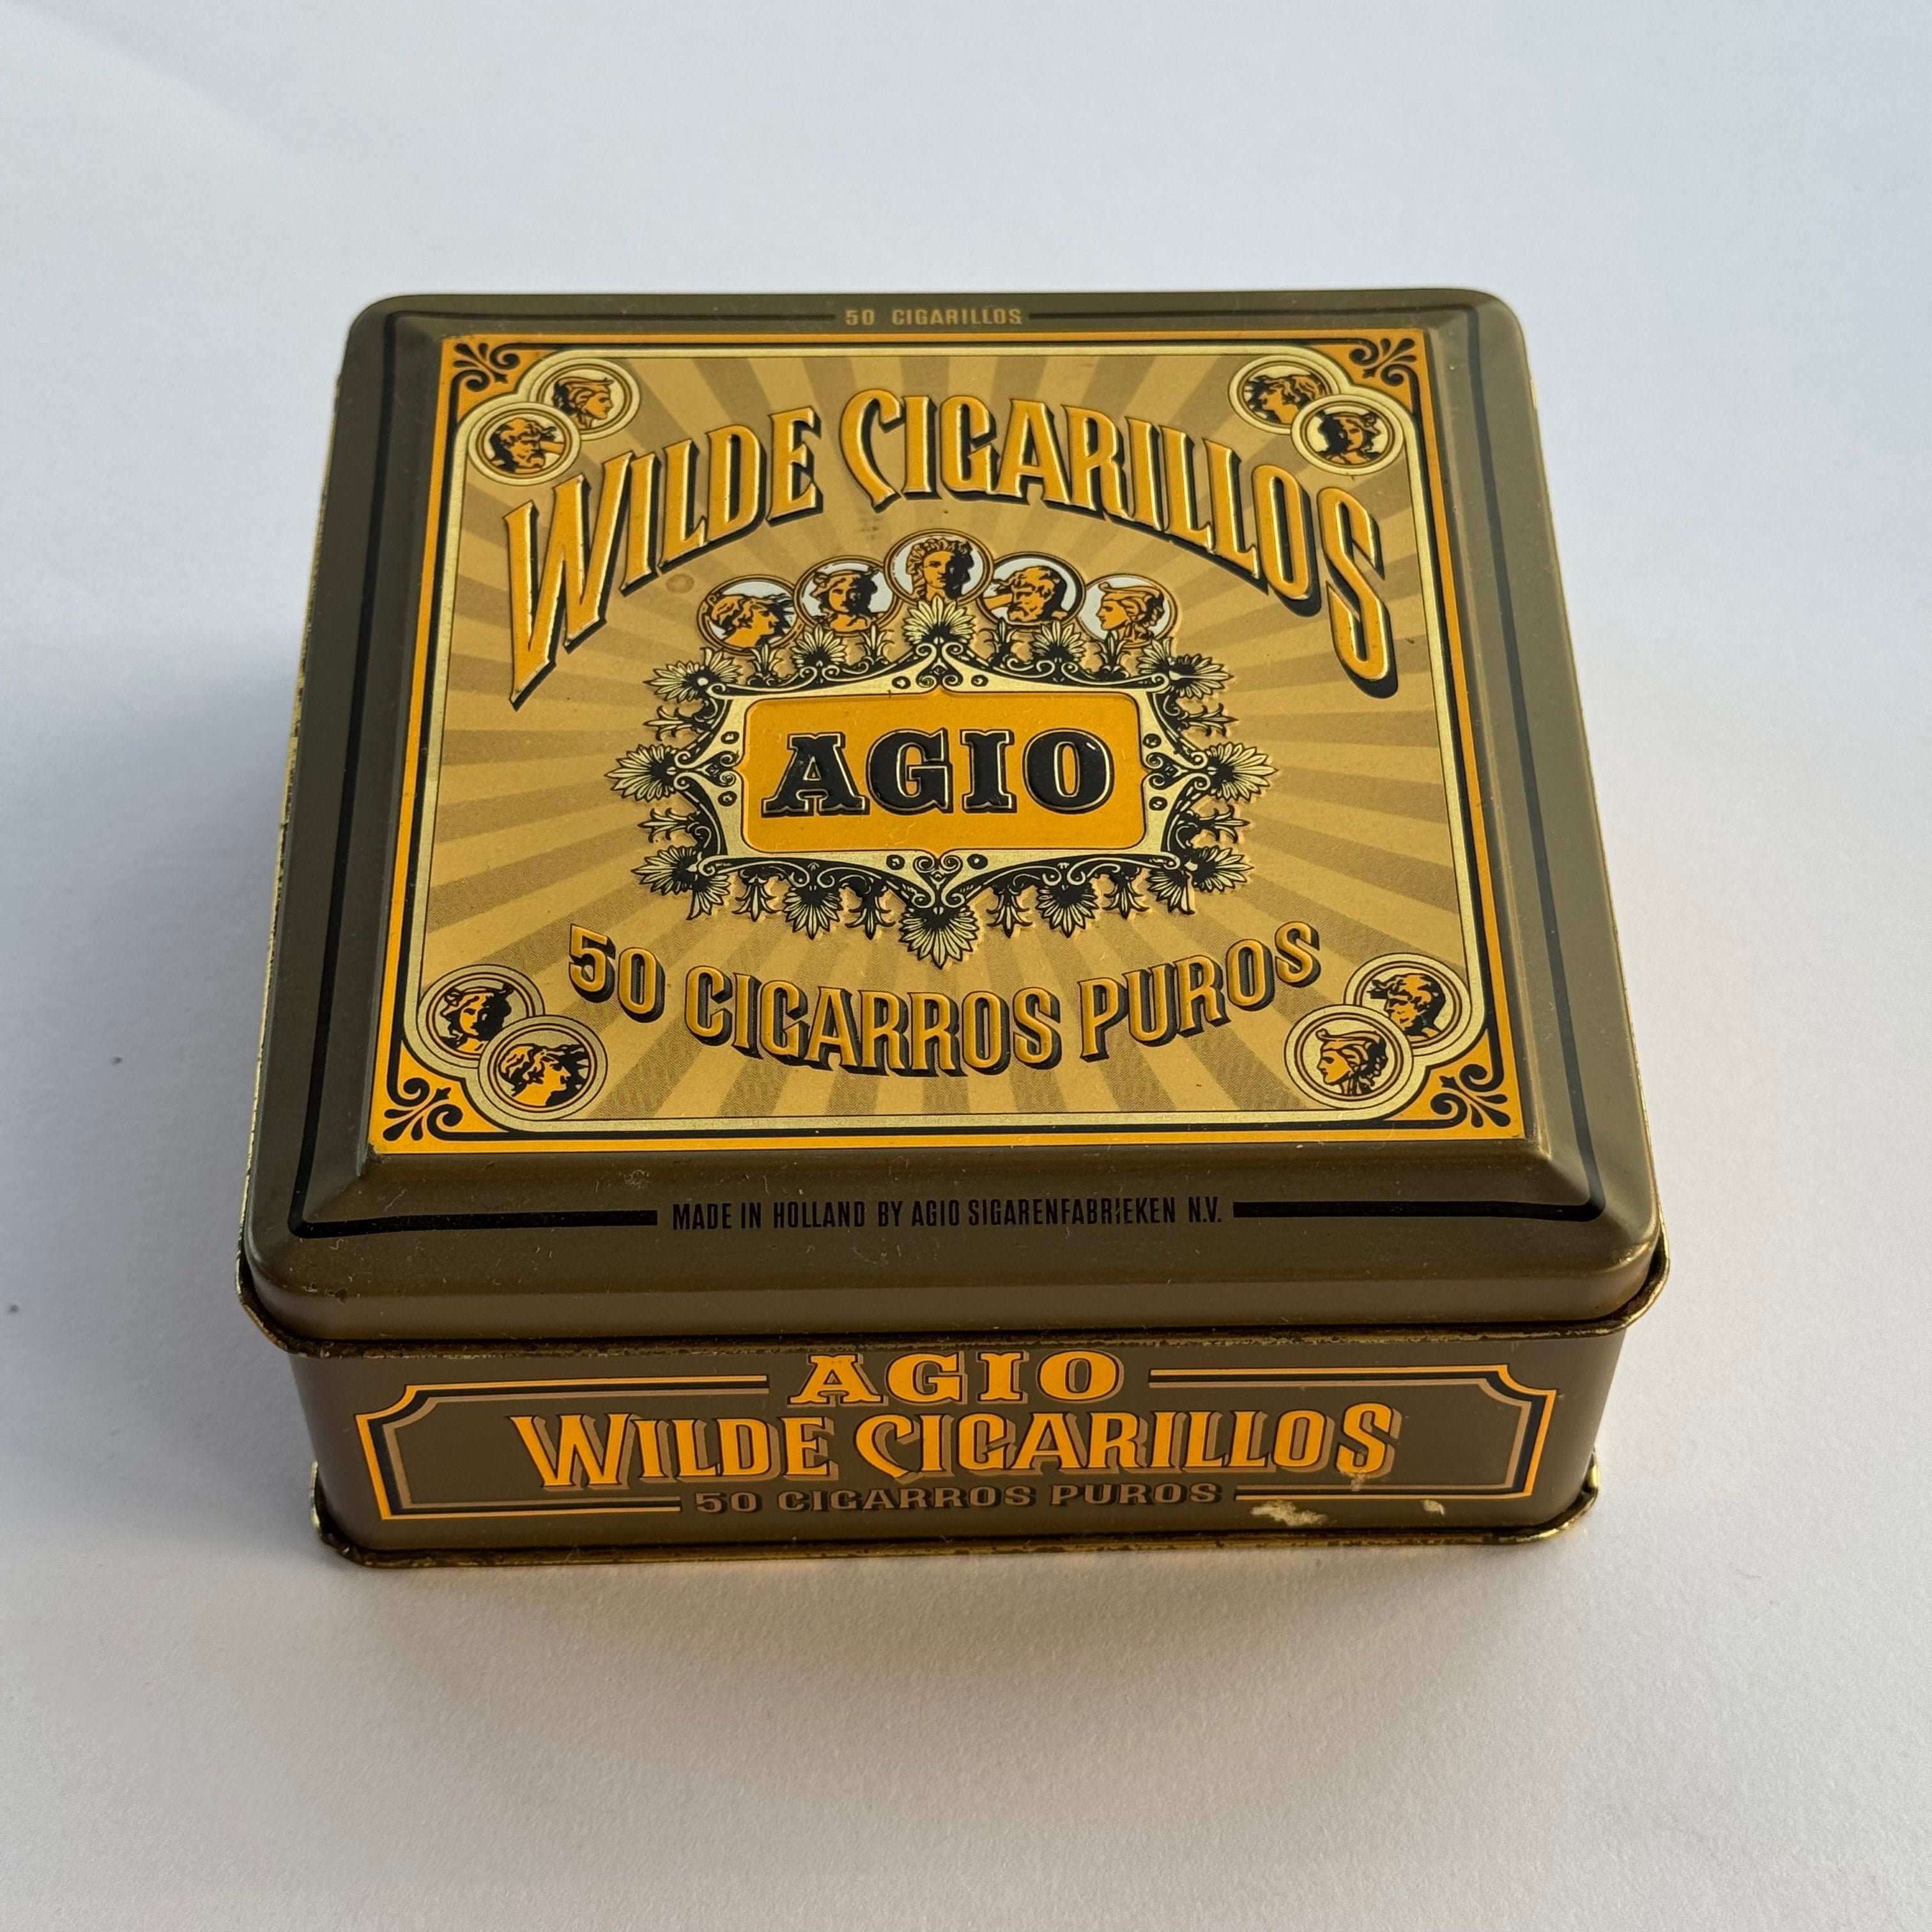 50 CIGARILLOS
WILDE CIGARILLOS
AGIO
50 CIGARROS PUROS
MADE IN HOLLAND BY AGIO SIGARENFABRIEKEN N.V.
AGIO
WILDE CIGARILLOS
50 CIGARROS PUROS